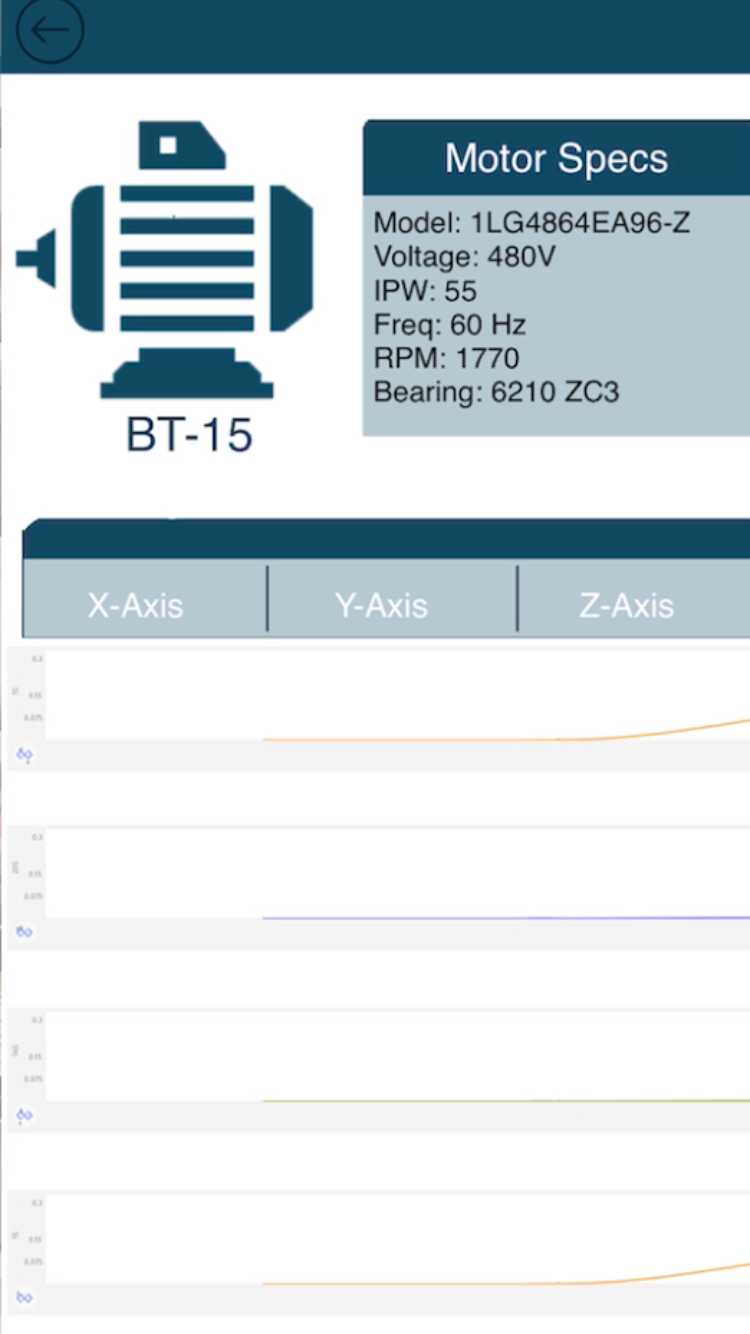 Motor Specs
Model: 1LG4864EA96-Z
Voltage: 480V
IPW: 55
Freq: 60 Hz
RPM: 1770
Bearing: 6210 ZC3
BT-15
X-Axis
Y-Axis
Z-Axis
0.3
0.15
0.075
0.3
0.15
0.075
0.3
0.15
0.075
0.3
0.15
0.075